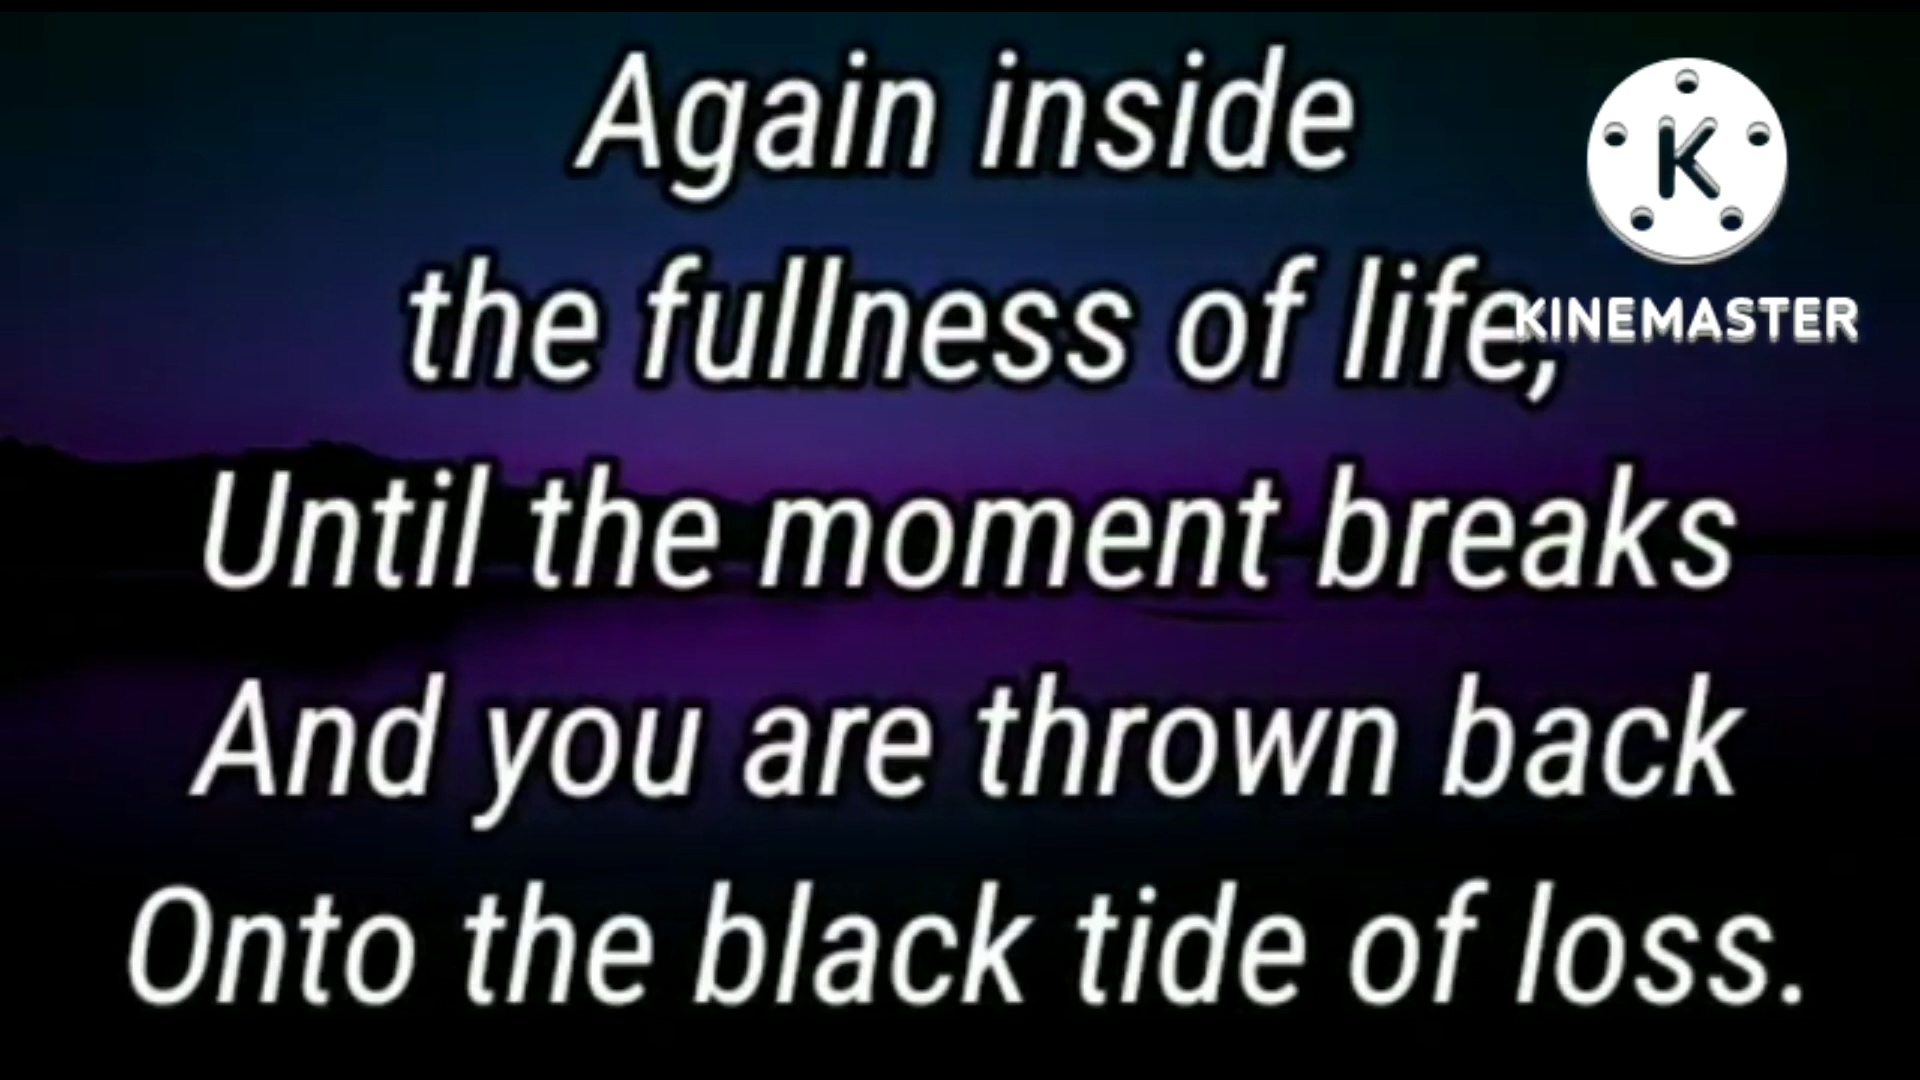 Again inside
the fullness of life,
Until the moment breaks
And you are thrown back
Onto the black tide of loss.
K
KINEMASTER